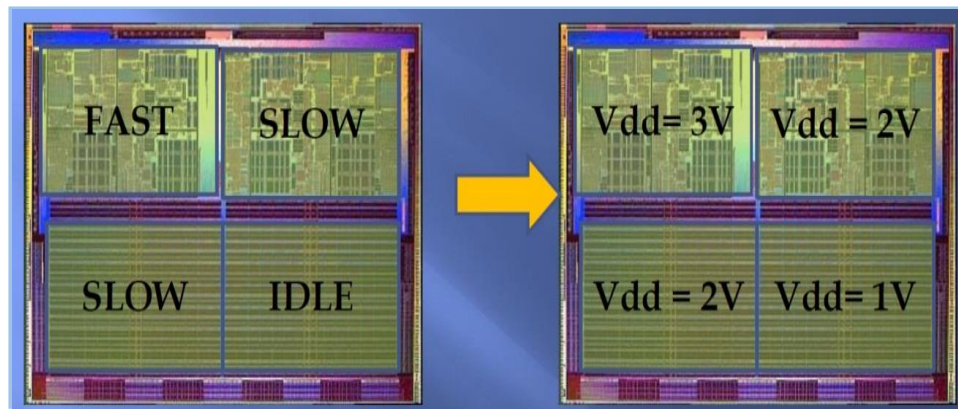 FAST
SLOW
SLOW
IDLE
Vdd= 3V
Vdd = 2V
Vdd = 2V
Vdd= 1V